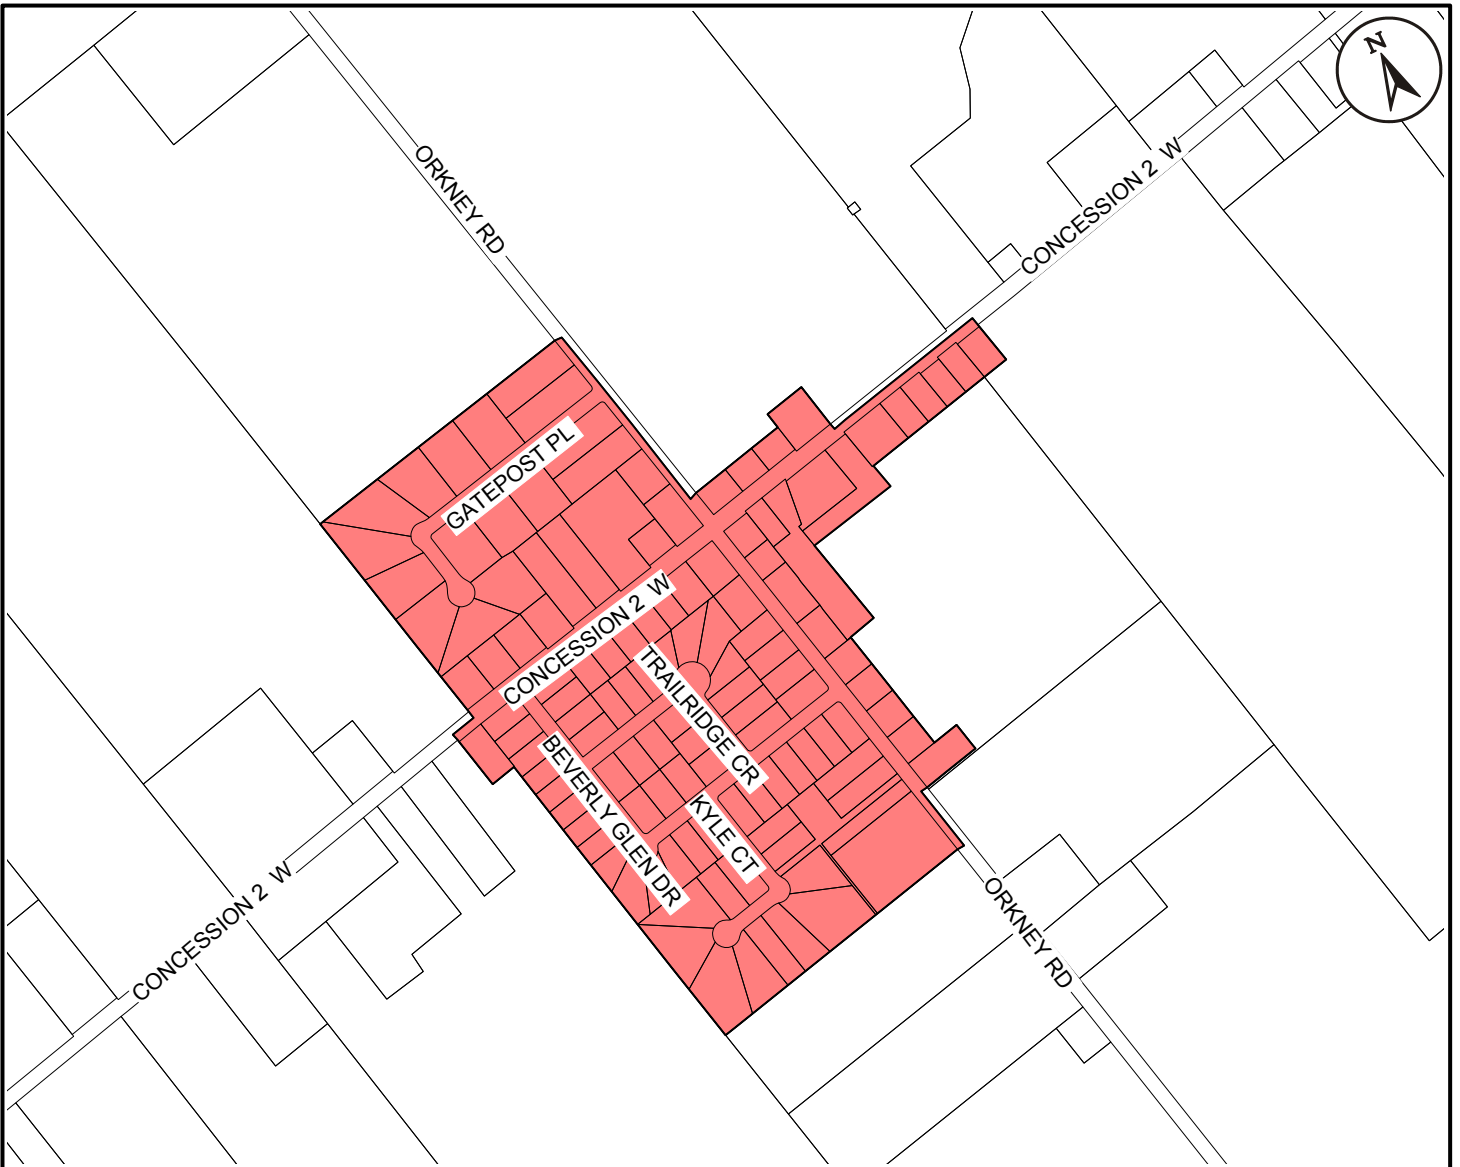 N
ORKNEY RD
CONCESSION 2 W
GATEPOST PL
CONCESSION 2 W
TRAILRIDGE CR
BEVERLY GLEN DR
KYLE CT
CONCESSION 2 W
ORKNEY RD